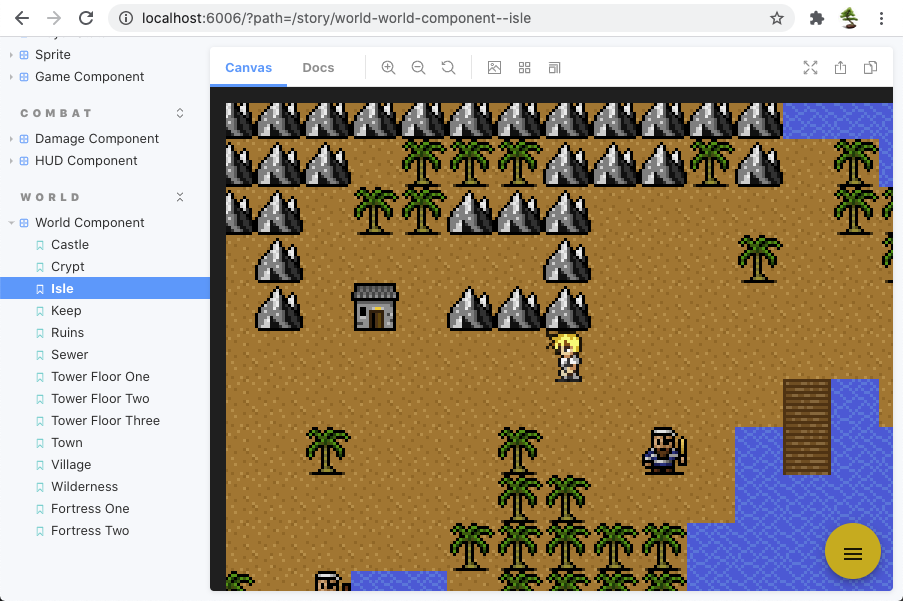 localhost:6006/?path=/story/world-world-component--isle
Sprite
Game Component
COMBAT
Damage Component
HUD Component
WORLD
World Component
Castle
Crypt
Isle
Keep
Ruins
Sewer
Tower Floor One
Tower Floor Two
Tower Floor Three
Town
Village
Wilderness
Fortress One
Fortress Two
Canvas Docs